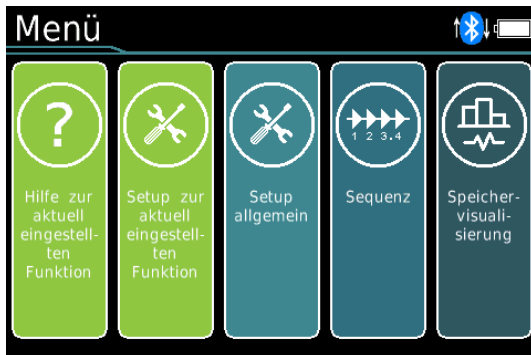 Menü
?
1 2 3.4
Hilfe zur
aktuell
eingestell-
ten
Funktion
Setup zur
aktuell
eingestell-
ten
Funktion
Setup
allgemein
Sequenz
Speicher-
visuali-
sierung